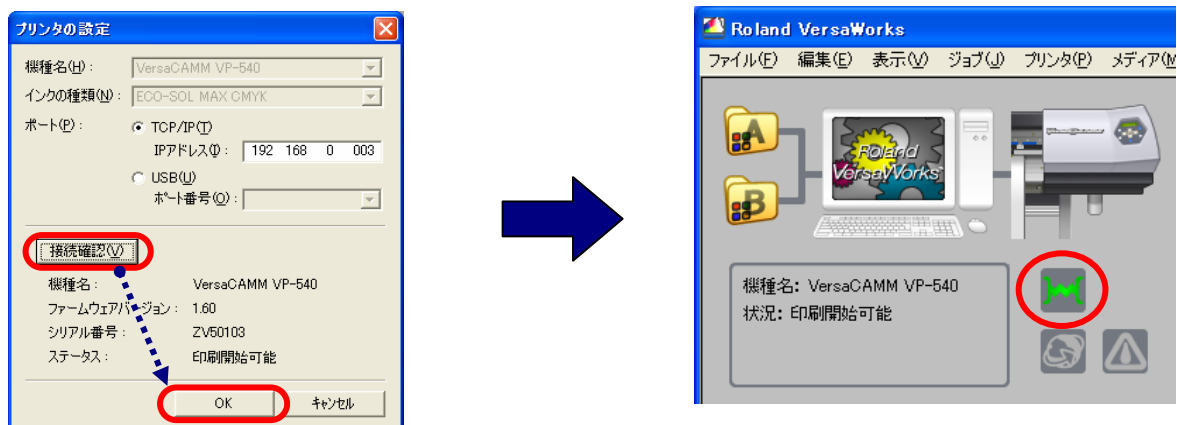 プリンタの設定
機種名(H): VersaCAMM VP-540
インクの種類(N): ECO-SOL MAX CMYK
ポート(P): TCP/IP(T)
IPアドレス(I): 192 168 0 003
USB(U)
ポート番号(O):
接続確認(V)
機種名: VersaCAMM VP-540
ファームウェアバージョン: 1.60
シリアル番号: ZV50103
ステータス: 印刷開始可能
OK キャンセル
Roland VersaWorks
ファイル(F) 編集(E) 表示(V) ジョブ(J) プリンタ(P) メディア(M
A
Roland
VersaWorks
B
機種名: VersaCAMM VP-540
状況: 印刷開始可能